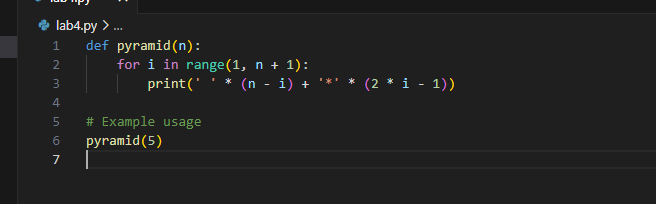 lab4.py > ...
1 def pyramid(n):
2     for i in range(1, n + 1):
3         print(' ' * (n - i) + '*' * (2 * i - 1))
4
5 # Example usage
6 pyramid(5)
7